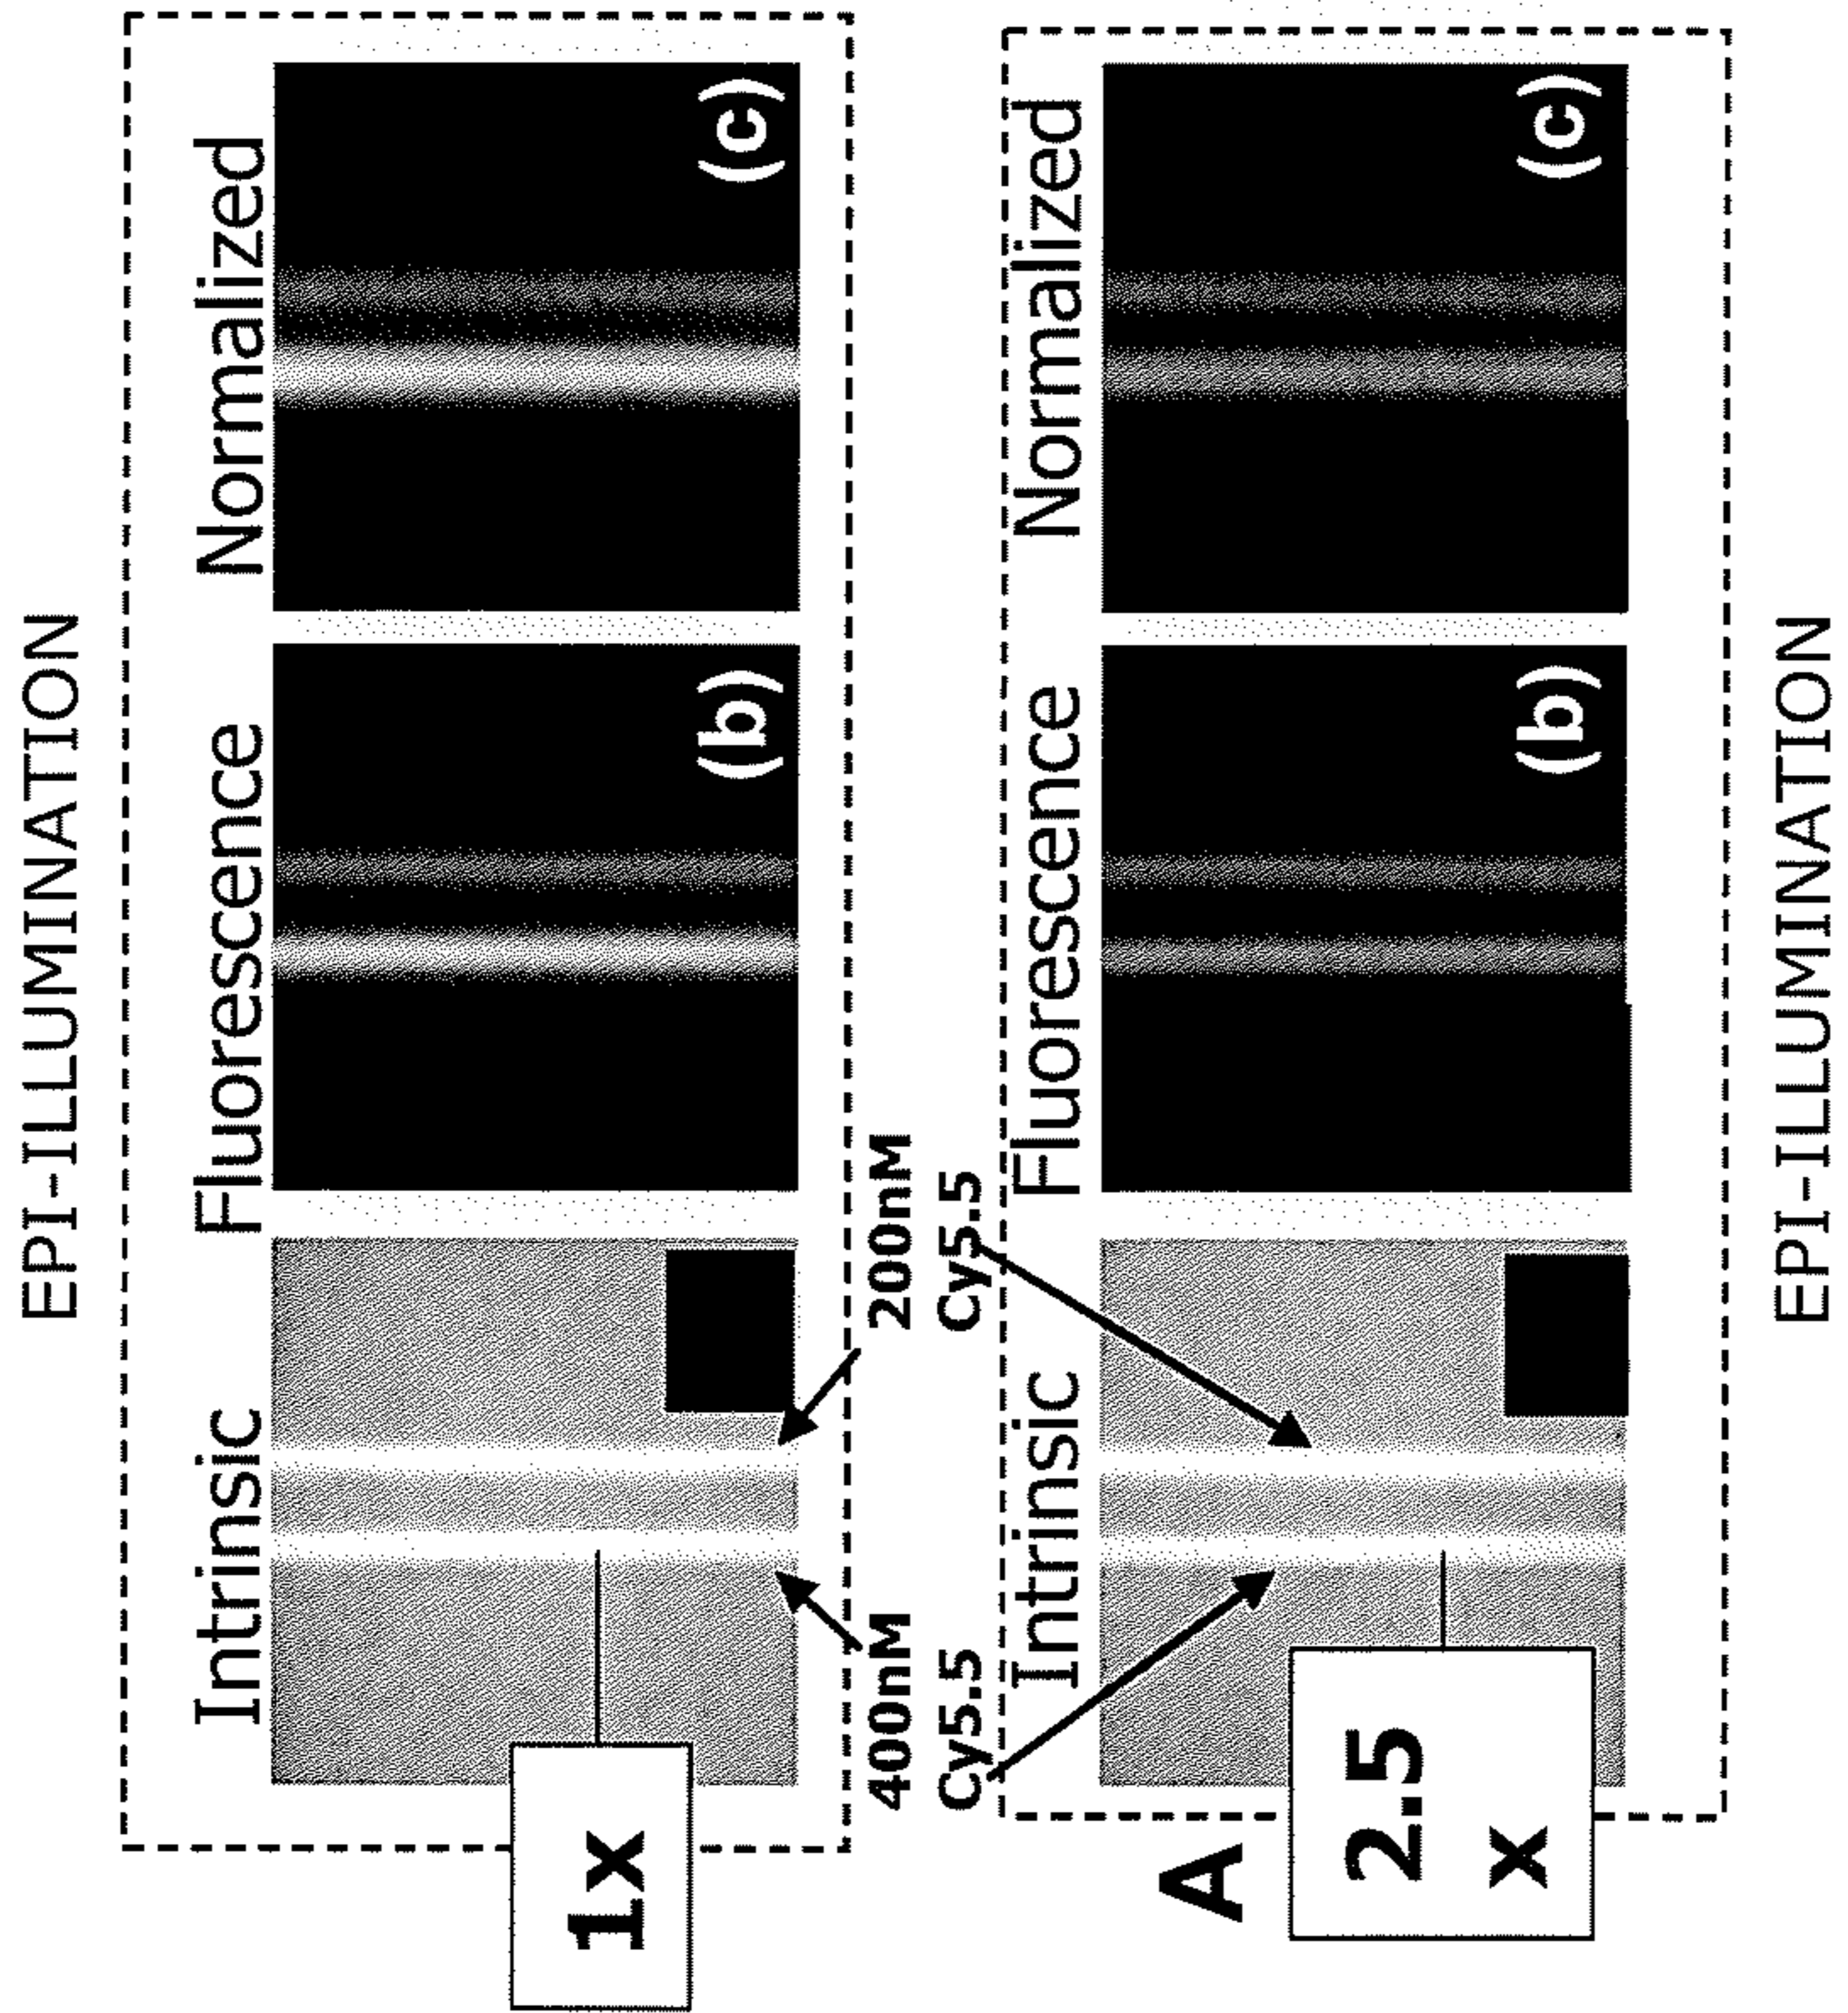 EPI-ILLUMINATION
Intrinsic
Fluorescence
Normalized
1x
(b)
(c)
400nM
Cy5.5
200nM
Cy5.5
A
Intrinsic
Fluorescence
Normalized
2.5
x
(b)
(c)
EPI-ILLUMINATION